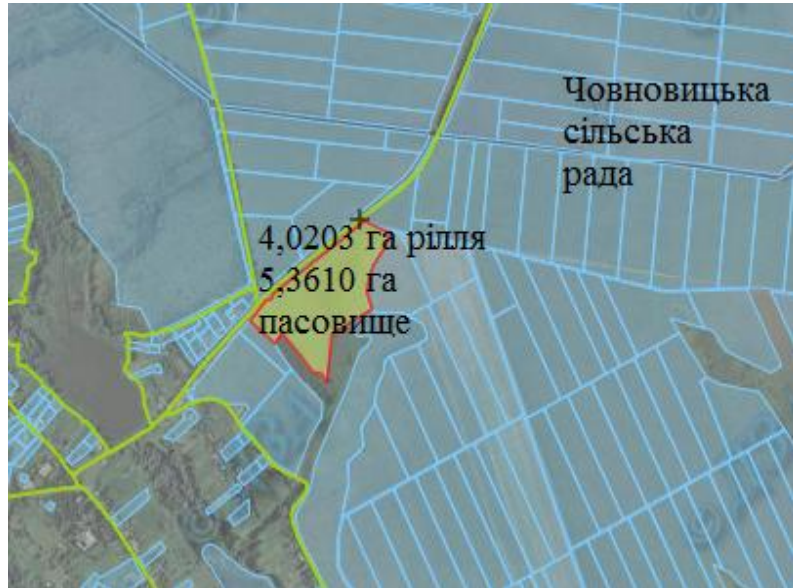 Човновицька
сільська
рада
4,0203 га рілля
5,3610 га
пасовище